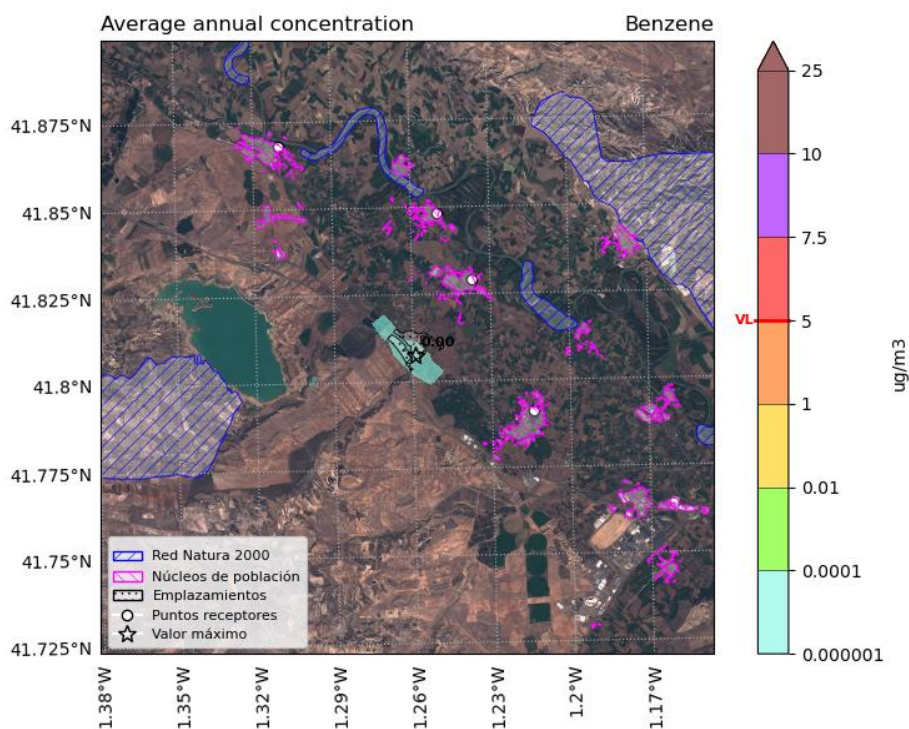 Average annual concentration
Benzene
41.875°N
41.85°N
41.825°N
41.8°N
41.775°N
41.75°N
41.725°N
0.00
Red Natura 2000
Núcleos de población
Emplazamientos
Puntos receptores
Valor máximo
1.38°W
1.35°W
1.32°W
1.29°W
1.26°W
1.23°W
1.2°W
1.17°W
25
10
7.5
VL
5
1
0.01
0.0001
0.000001
ug/m3